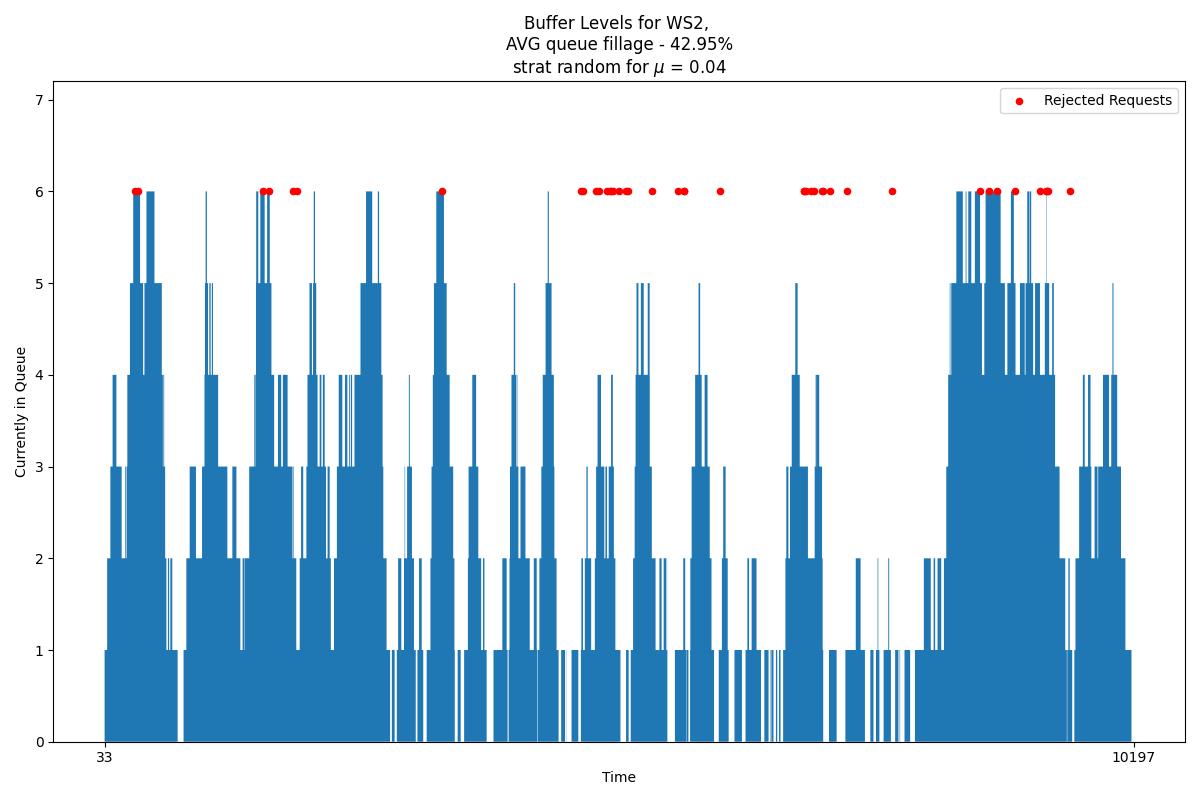 Buffer Levels for WS2,
AVG queue fillage - 42.95%
strat random for μ = 0.04
Rejected Requests
7
6
5
4
3
2
1
0
Currently in Queue
33
10197
Time